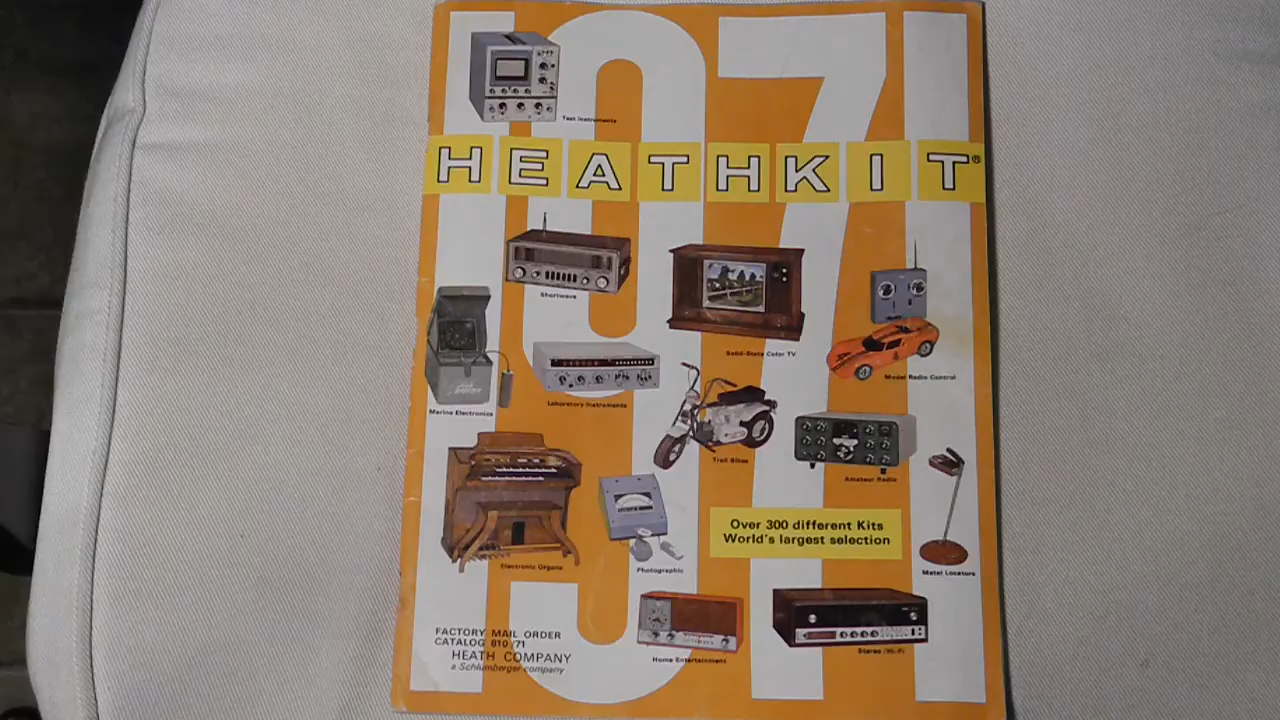 1971
Test Instruments
HEATHKIT®
Shortwave
Solid-State Color TV
Model Radio Control
Marine Electronics
Laboratory Instruments
Trail Bikes
Amateur Radio
Over 300 different Kits
World's largest selection
Electronic Organs
Photographic
Metal Locators
FACTORY MAIL ORDER
CATALOG 810/71
HEATH COMPANY
a Schlumberger company
Home Entertainment
Stereo /Hi-Fi